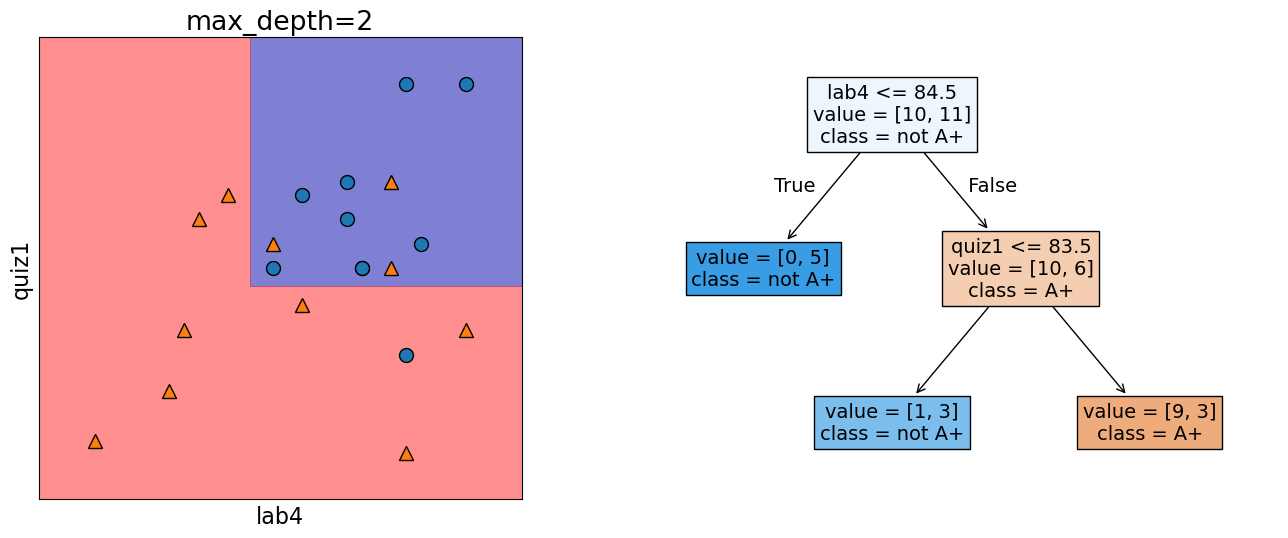 max_depth=2
quiz1
lab4
lab4 <= 84.5
value = [10, 11]
class = not A+
True
False
value = [0, 5]
class = not A+
quiz1 <= 83.5
value = [10, 6]
class = A+
value = [1, 3]
class = not A+
value = [9, 3]
class = A+